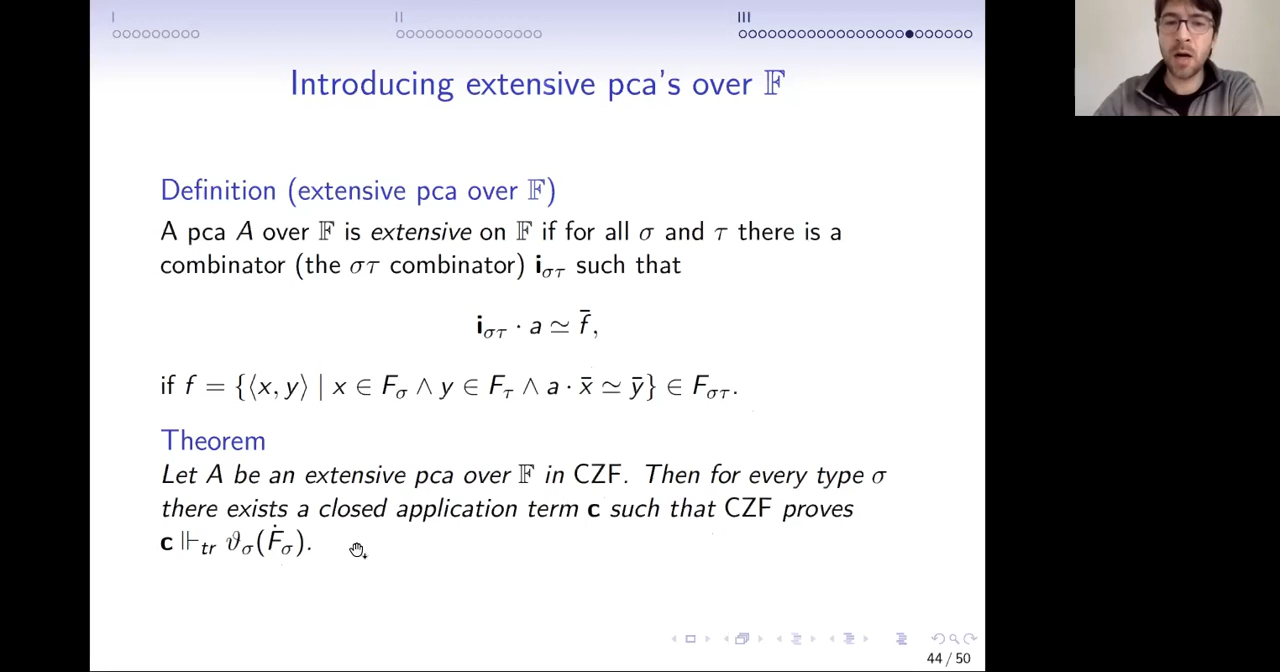 I II III
Introducing extensive pca's over 𝔽
Definition (extensive pca over 𝔽)
A pca A over 𝔽 is extensive on 𝔽 if for all σ and τ there is a
combinator (the στ combinator) i_{στ} such that
i_{στ} · a ≃ f̄,
if f = {⟨x, y⟩ | x ∈ F_σ ∧ y ∈ F_τ ∧ a · x̄ ≃ ȳ} ∈ F_{στ}.
Theorem
Let A be an extensive pca over 𝔽 in CZF. Then for every type σ
there exists a closed application term c such that CZF proves
c ⊩_{tr} ϑ_σ(Ḟ_σ).
44 / 50